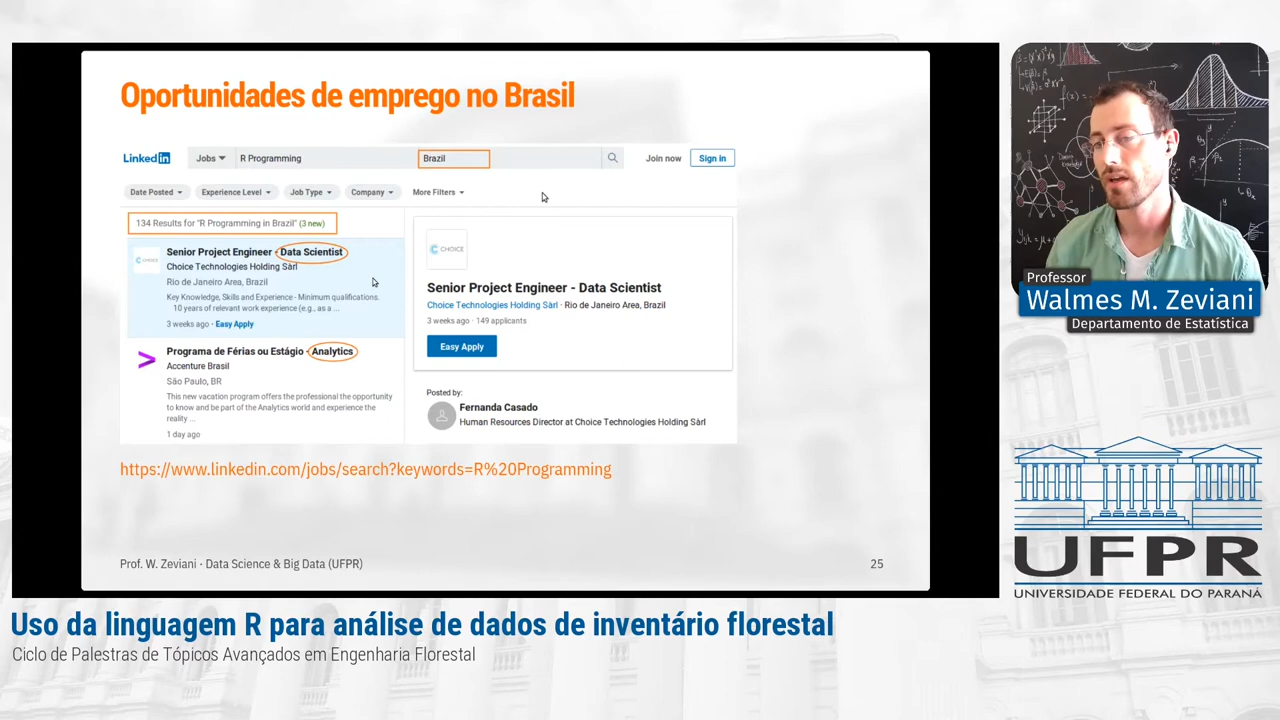 Oportunidades de emprego no Brasil
Linked in Jobs R Programming Brazil Join now Sign in
Date Posted Experience Level Job Type Company More Filters
134 Results for "R Programming in Brazil" (3 new)
Senior Project Engineer - Data Scientist
Choice Technologies Holding Sàrl
Rio de Janeiro Area, Brazil
Key Knowledge, Skills and Experience - Minimum qualifications.
10 years of relevant work experience (e.g., as a ...
3 weeks ago · Easy Apply
Programa de Férias ou Estágio - Analytics
Accenture Brasil
São Paulo, BR
This new vacation program offers the professional the opportunity
to know and be part of the Analytics world and experience the
reality ...
1 day ago
CHOICE
CHOICE
Senior Project Engineer - Data Scientist
Choice Technologies Holding Sàrl · Rio de Janeiro Area, Brazil
3 weeks ago · 149 applicants
Easy Apply
Posted by:
Fernanda Casado
Human Resources Director at Choice Technologies Holding Sàrl
https://www.linkedin.com/jobs/search?keywords=R%20Programming
Prof. W. Zeviani · Data Science & Big Data (UFPR)
25
Professor
Walmes M. Zeviani
Departamento de Estatística
UFPR
UNIVERSIDADE FEDERAL DO PARANÁ
Uso da linguagem R para análise de dados de inventário florestal
Ciclo de Palestras de Tópicos Avançados em Engenharia Florestal